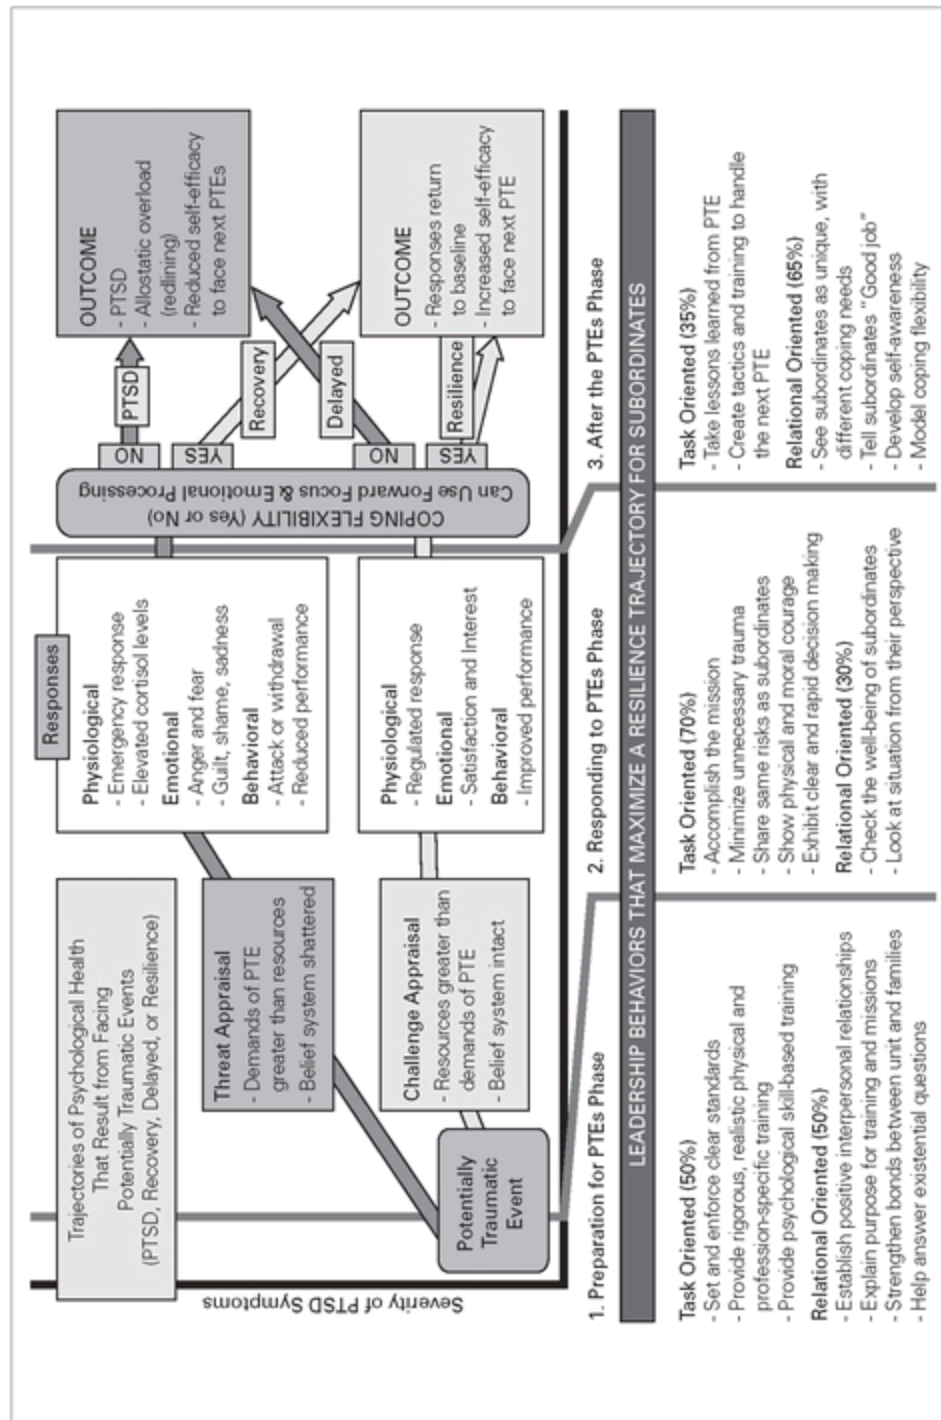 Trajectories of Psychological Health
That Result from Facing
Potentially Traumatic Events
(PTSD, Recovery, Delayed, or Resilience)
Severity of PTSD Symptoms
Potentially
Traumatic
Event
Threat Appraisal
- Demands of PTE
greater than resources
- Belief system shattered
Challenge Appraisal
- Resources greater than
demands of PTE
- Belief system intact
Responses
Physiological
- Emergency response
- Elevated cortisol levels
Emotional
- Anger and fear
- Guilt, shame, sadness
Behavioral
- Attack or withdrawal
- Reduced performance
Physiological
- Regulated response
Emotional
- Satisfaction and Interest
Behavioral
- Improved performance
COPING FLEXIBILITY (Yes or No)
Can Use Forward Focus & Emotional Processing
NO
YES
NO
YES
PTSD
Recovery
Delayed
Resilience
OUTCOME
- PTSD
- Allostatic overload
(redlining)
- Reduced self-efficacy
to face next PTEs
OUTCOME
- Responses return
to baseline
- Increased self-efficacy
to face next PTE
1. Preparation for PTEs Phase
2. Responding to PTEs Phase
3. After the PTEs Phase
LEADERSHIP BEHAVIORS THAT MAXIMIZE A RESILIENCE TRAJECTORY FOR SUBORDINATES
Task Oriented (50%)
- Set and enforce clear standards
- Provide rigorous, realistic physical and
profession-specific training
- Provide psychological skill-based training
Relational Oriented (50%)
- Establish positive interpersonal relationships
- Explain purpose for training and missions
- Strengthen bonds between unit and families
- Help answer existential questions
Task Oriented (70%)
- Accomplish the mission
- Minimize unnecessary trauma
- Share same risks as subordinates
- Show physical and moral courage
- Exhibit clear and rapid decision making
Relational Oriented (30%)
- Check the well-being of subordinates
- Look at situation from their perspective
Task Oriented (35%)
- Take lessons learned from PTE
- Create tactics and training to handle
the next PTE
Relational Oriented (65%)
- See subordinates as unique, with
different coping needs
- Tell subordinates "Good job"
- Develop self-awareness
- Model coping flexibility